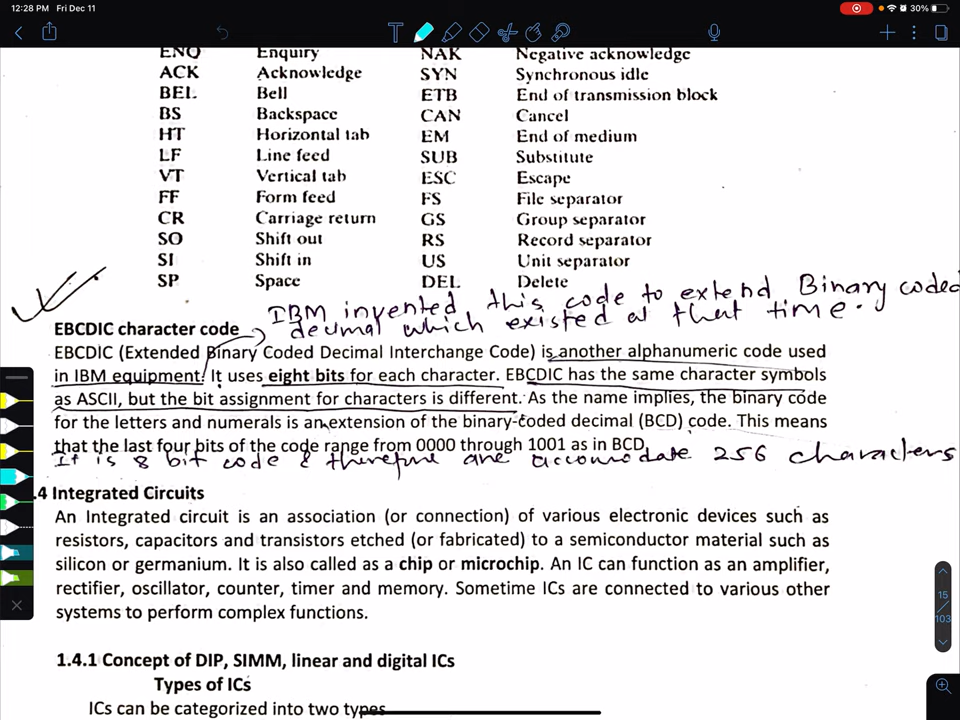 12:28 PM Fri Dec 11 30%
ENQ Enquiry NAK Negative acknowledge
ACK Acknowledge SYN Synchronous idle
BEL Bell ETB End of transmission block
BS Backspace CAN Cancel
HT Horizontal tab EM End of medium
LF Line feed SUB Substitute
VT Vertical tab ESC Escape
FF Form feed FS File separator
CR Carriage return GS Group separator
SO Shift out RS Record separator
SI Shift in US Unit separator
SP Space DEL Delete
IBM invented this code to extend Binary coded
decimal which existed at that time.
EBCDIC character code
EBCDIC (Extended Binary Coded Decimal Interchange Code) is another alphanumeric code used
in IBM equipment. It uses eight bits for each character. EBCDIC has the same character symbols
as ASCII, but the bit assignment for characters is different. As the name implies, the binary code
for the letters and numerals is an extension of the binary-coded decimal (BCD) code. This means
that the last four bits of the code range from 0000 through 1001 as in BCD.
It is 8 bit code & therefore are accomodate 256 characters
.4 Integrated Circuits
An Integrated circuit is an association (or connection) of various electronic devices such as
resistors, capacitors and transistors etched (or fabricated) to a semiconductor material such as
silicon or germanium. It is also called as a chip or microchip. An IC can function as an amplifier,
rectifier, oscillator, counter, timer and memory. Sometime ICs are connected to various other
systems to perform complex functions.
15
/
103
1.4.1 Concept of DIP, SIMM, linear and digital ICs
Types of ICs
ICs can be categorized into two types